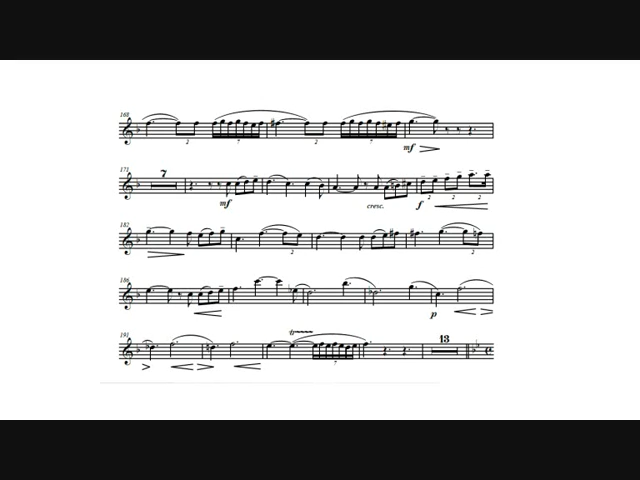 168
2 7 2 7
mf
171
7
mf cresc. f 2 2 2
182
2 2
186
p
191
tr 13
7